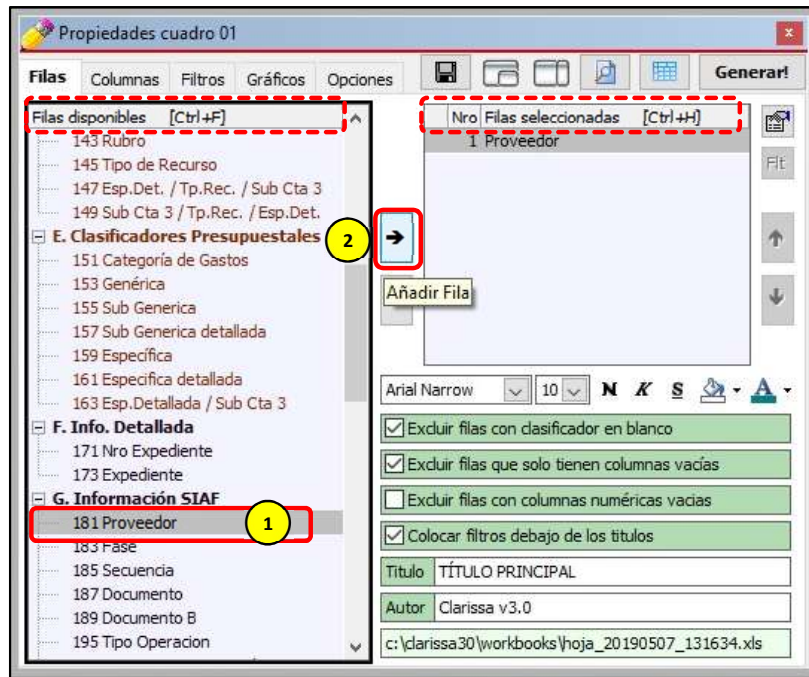 Propiedades cuadro 01
x
Filas Columnas Filtros Gráficos Opciones Generar!
Filas disponibles [Ctrl+F]
143 Rubro
145 Tipo de Recurso
147 Esp.Det. / Tp.Rec. / Sub Cta 3
149 Sub Cta 3 / Tp.Rec. / Esp.Det.
E. Clasificadores Presupuestales
151 Categoría de Gastos
153 Genérica
155 Sub Generica
157 Sub Generica detallada
159 Específica
161 Especifica detallada
163 Esp.Detallada / Sub Cta 3
F. Info. Detallada
171 Nro Expediente
173 Expediente
G. Información SIAF
181 Proveedor
1
183 Fase
185 Secuencia
187 Documento
189 Documento B
195 Tipo Operacion
2
Añadir Fila
Nro Filas seleccionadas [Ctrl+H]
1 Proveedor
Flt
Arial Narrow 10 N K S A
Excluir filas con clasificador en blanco
Excluir filas que solo tienen columnas vacías
Excluir filas con columnas numéricas vacias
Colocar filtros debajo de los titulos
Titulo TÍTULO PRINCIPAL
Autor Clarissa v3.0
c:\clarissa30\workbooks\hoja_20190507_131634.xls